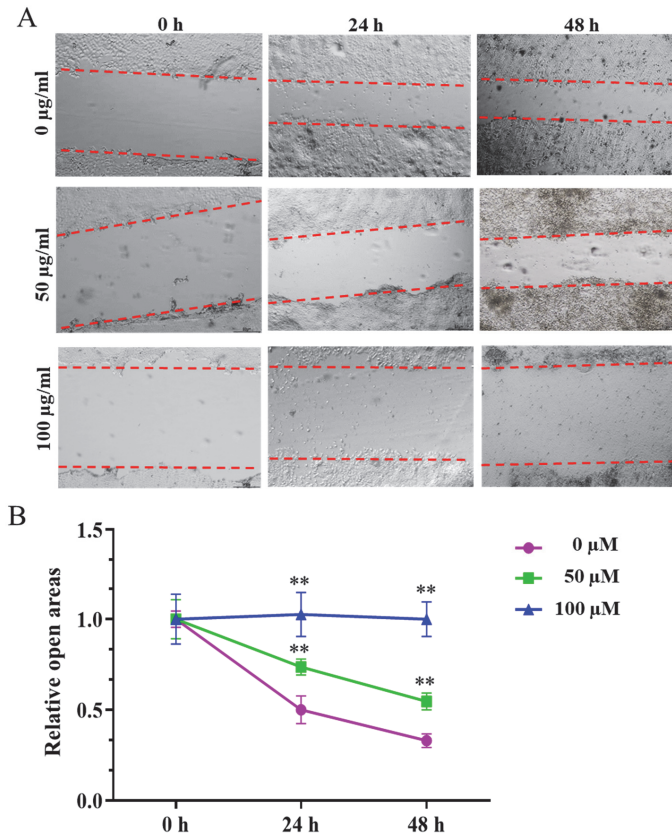 A
0 h
24 h
48 h
0 µg/ml
50 µg/ml
100 µg/ml
B
Relative open areas
1.5
1.0
0.5
0.0
**
**
**
**
0 h
24 h
48 h
0 µM
50 µM
100 µM